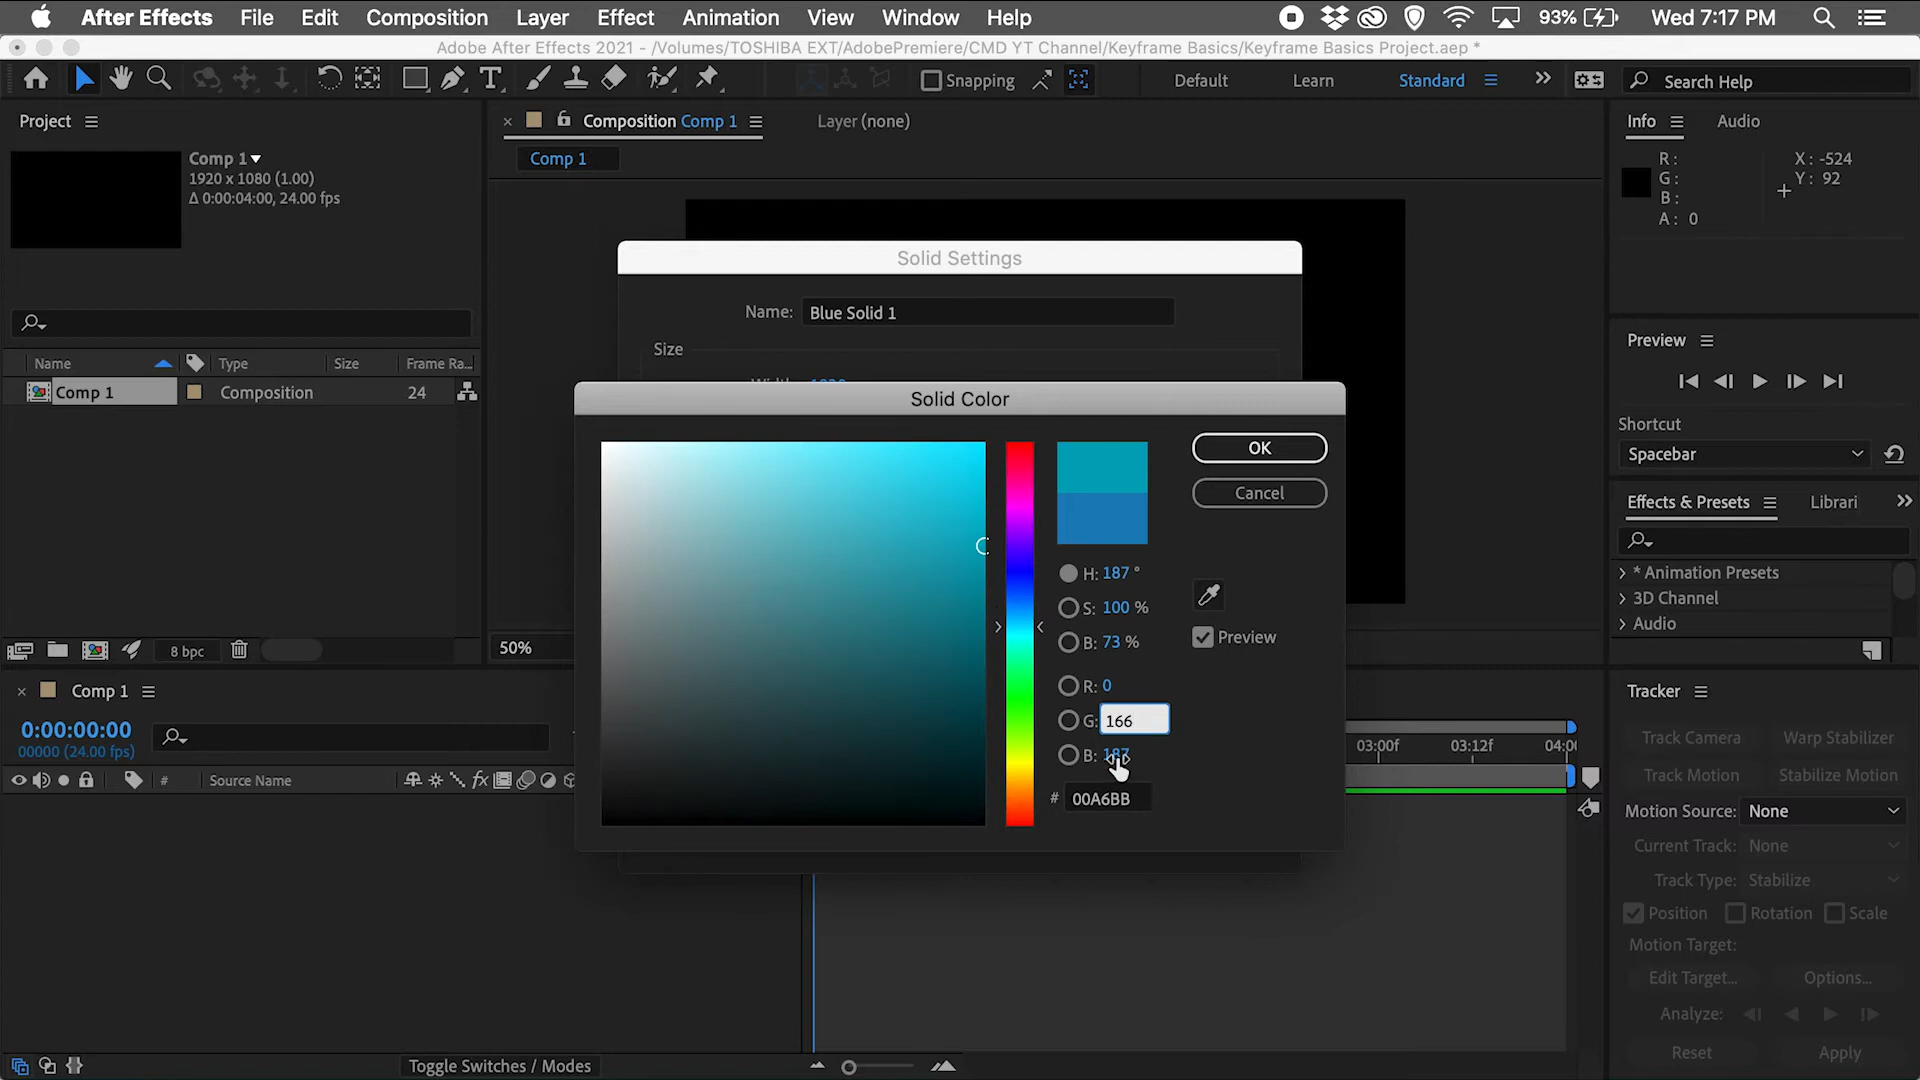 After Effects File Edit Composition Layer Effect Animation View Window Help 93% Wed 7:17 PM
Adobe After Effects 2021 - /Volumes/TOSHIBA EXT/AdobePremiere/CMD YT Channel/Keyframe Basics/Keyframe Basics Project.aep *
Snapping Default Learn Standard Search Help
Project
Comp 1
1920 x 1080 (1.00)
Δ 0:00:04:00, 24.00 fps
Name Type Size Frame Ra...
Comp 1 Composition 24
8 bpc
Composition Comp 1 Layer (none)
Comp 1
50%
Solid Settings
Name: Blue Solid 1
Size
Solid Color
OK
Cancel
H: 187 °
S: 100 %
B: 73 %
Preview
R: 0
G: 166
B: 187
# 00A6BB
Info Audio
R: X: -524
G: Y: 92
B:
A: 0
Preview
Shortcut
Spacebar
Effects & Presets Librari
* Animation Presets
3D Channel
Audio
Comp 1
0:00:00:00
00000 (24.00 fps)
# Source Name fx
03:00f 03:12f 04:00
Toggle Switches / Modes
Tracker
Track Camera Warp Stabilizer
Track Motion Stabilize Motion
Motion Source: None
Current Track: None
Track Type: Stabilize
Position Rotation Scale
Motion Target:
Edit Target... Options...
Analyze:
Reset Apply